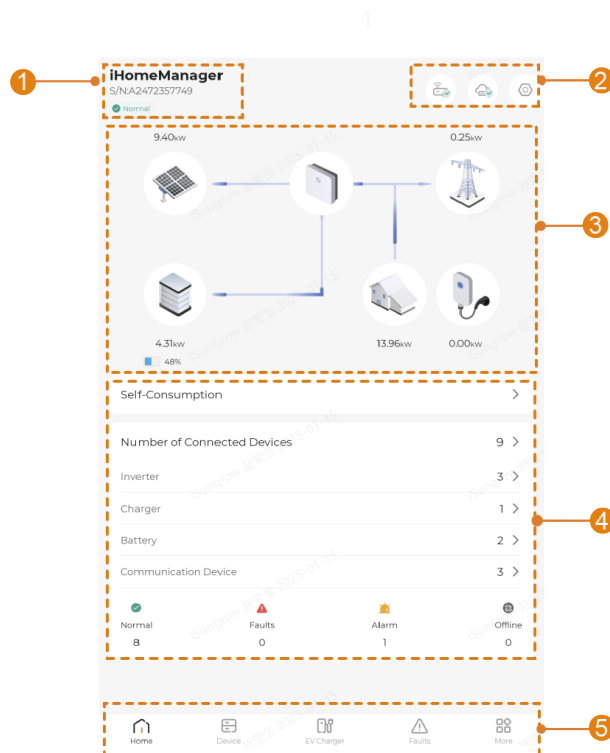 1
iHomeManager
S/N:A2472357749
Normal
1
2
9.40kW
0.25kW
3
4.31kW
13.96kW
0.00kW
48%
Self-Consumption
Number of Connected Devices 9
Inverter 3
Charger 1
4
Battery 2
Communication Device 3
Normal Faults Alarm Offline
8 0 1 0
Home Device EV Charger Faults More
5